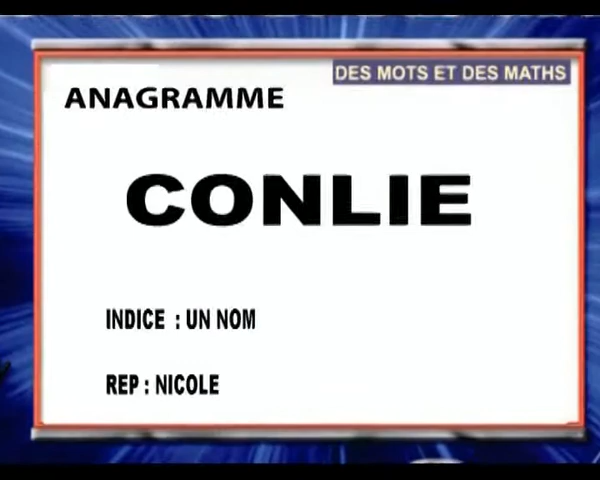 DES MOTS ET DES MATHS
ANAGRAMME
CONLIE
INDICE : UN NOM
REP : NICOLE